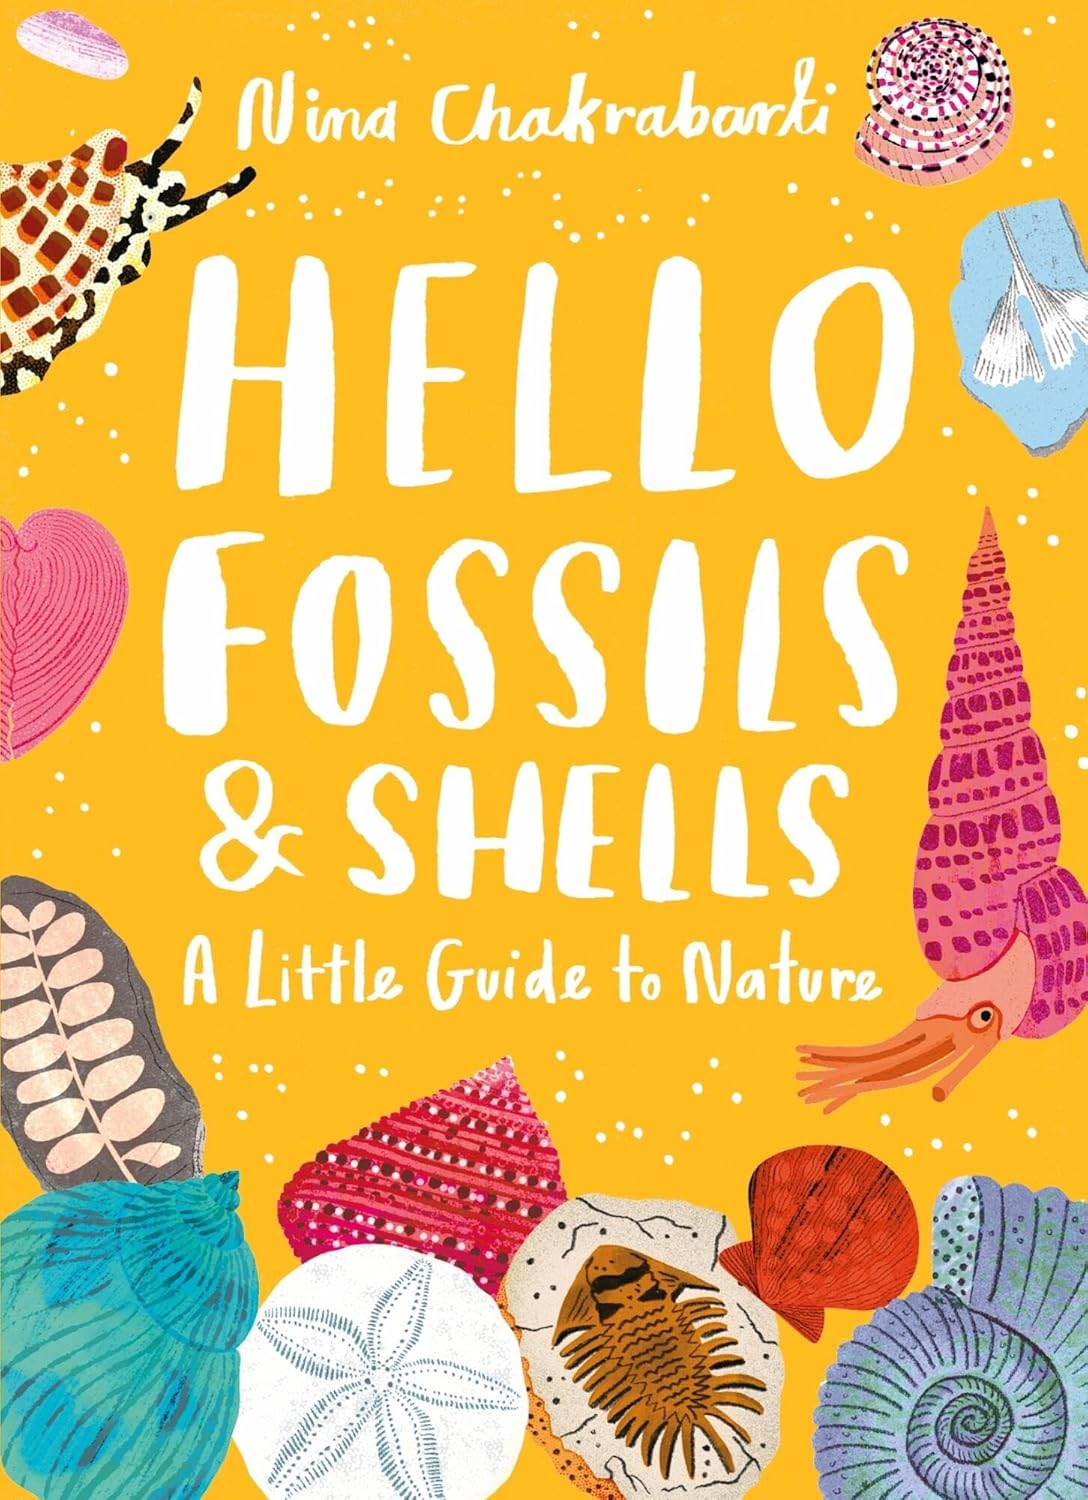 Nina Chakrabarti
HELLO
FOSSILS
& SHELLS
A Little Guide to Nature